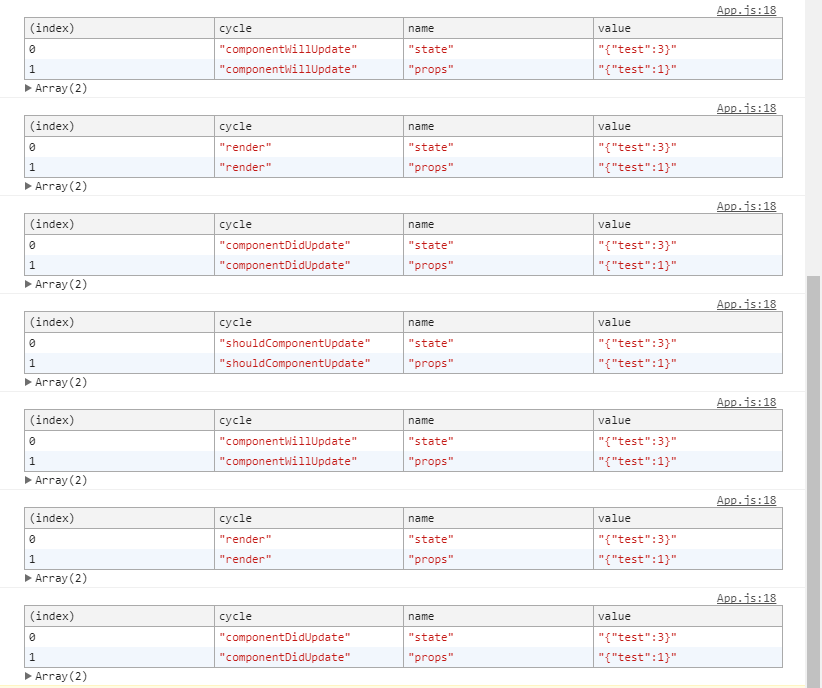 App.js:18
(index) cycle name value
0 "componentWillUpdate" "state" "{"test":3}"
1 "componentWillUpdate" "props" "{"test":1}"
▶ Array(2)
App.js:18
(index) cycle name value
0 "render" "state" "{"test":3}"
1 "render" "props" "{"test":1}"
▶ Array(2)
App.js:18
(index) cycle name value
0 "componentDidUpdate" "state" "{"test":3}"
1 "componentDidUpdate" "props" "{"test":1}"
▶ Array(2)
App.js:18
(index) cycle name value
0 "shouldComponentUpdate" "state" "{"test":3}"
1 "shouldComponentUpdate" "props" "{"test":1}"
▶ Array(2)
App.js:18
(index) cycle name value
0 "componentWillUpdate" "state" "{"test":3}"
1 "componentWillUpdate" "props" "{"test":1}"
▶ Array(2)
App.js:18
(index) cycle name value
0 "render" "state" "{"test":3}"
1 "render" "props" "{"test":1}"
▶ Array(2)
App.js:18
(index) cycle name value
0 "componentDidUpdate" "state" "{"test":3}"
1 "componentDidUpdate" "props" "{"test":1}"
▶ Array(2)